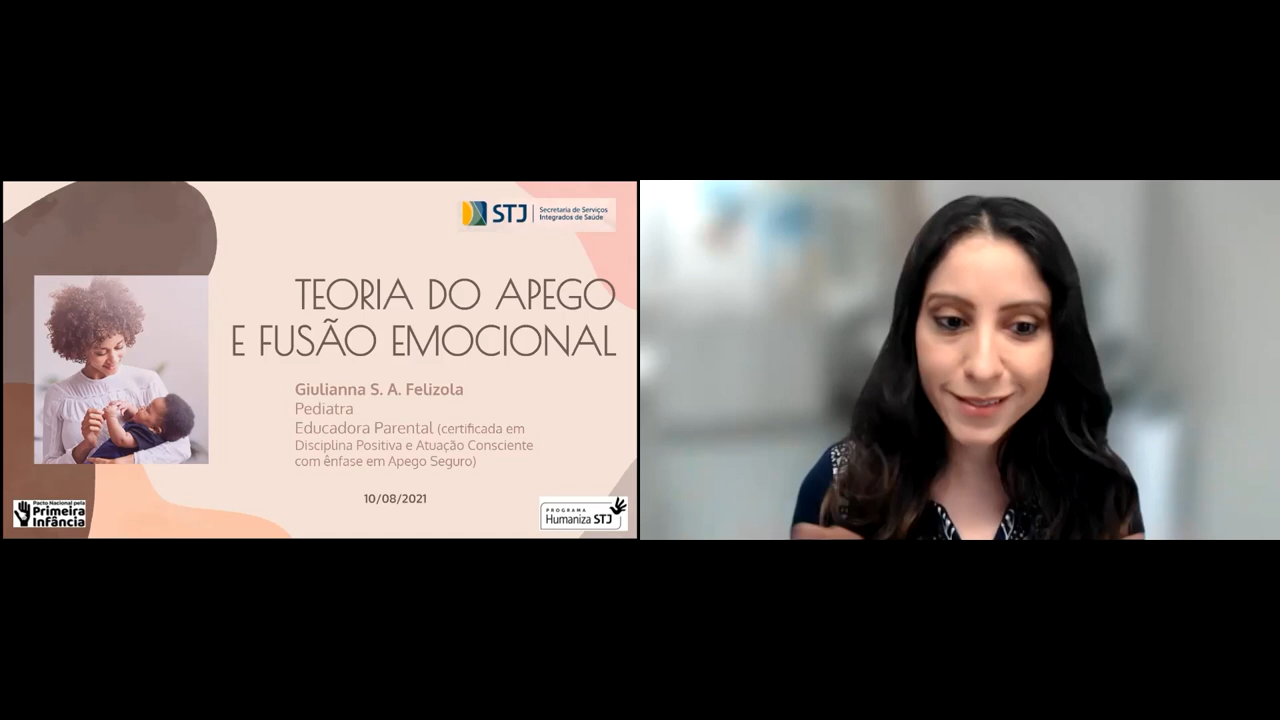 STJ
Secretaria de Serviços
Integrados de Saúde
TEORIA DO APEGO
E FUSÃO EMOCIONAL
Giulianna S. A. Felizola
Pediatra
Educadora Parental (certificada em
Disciplina Positiva e Atuação Consciente
com ênfase em Apego Seguro)
10/08/2021
Pacto Nacional pela
Primeira
Infância
PROGRAMA
Humaniza STJ